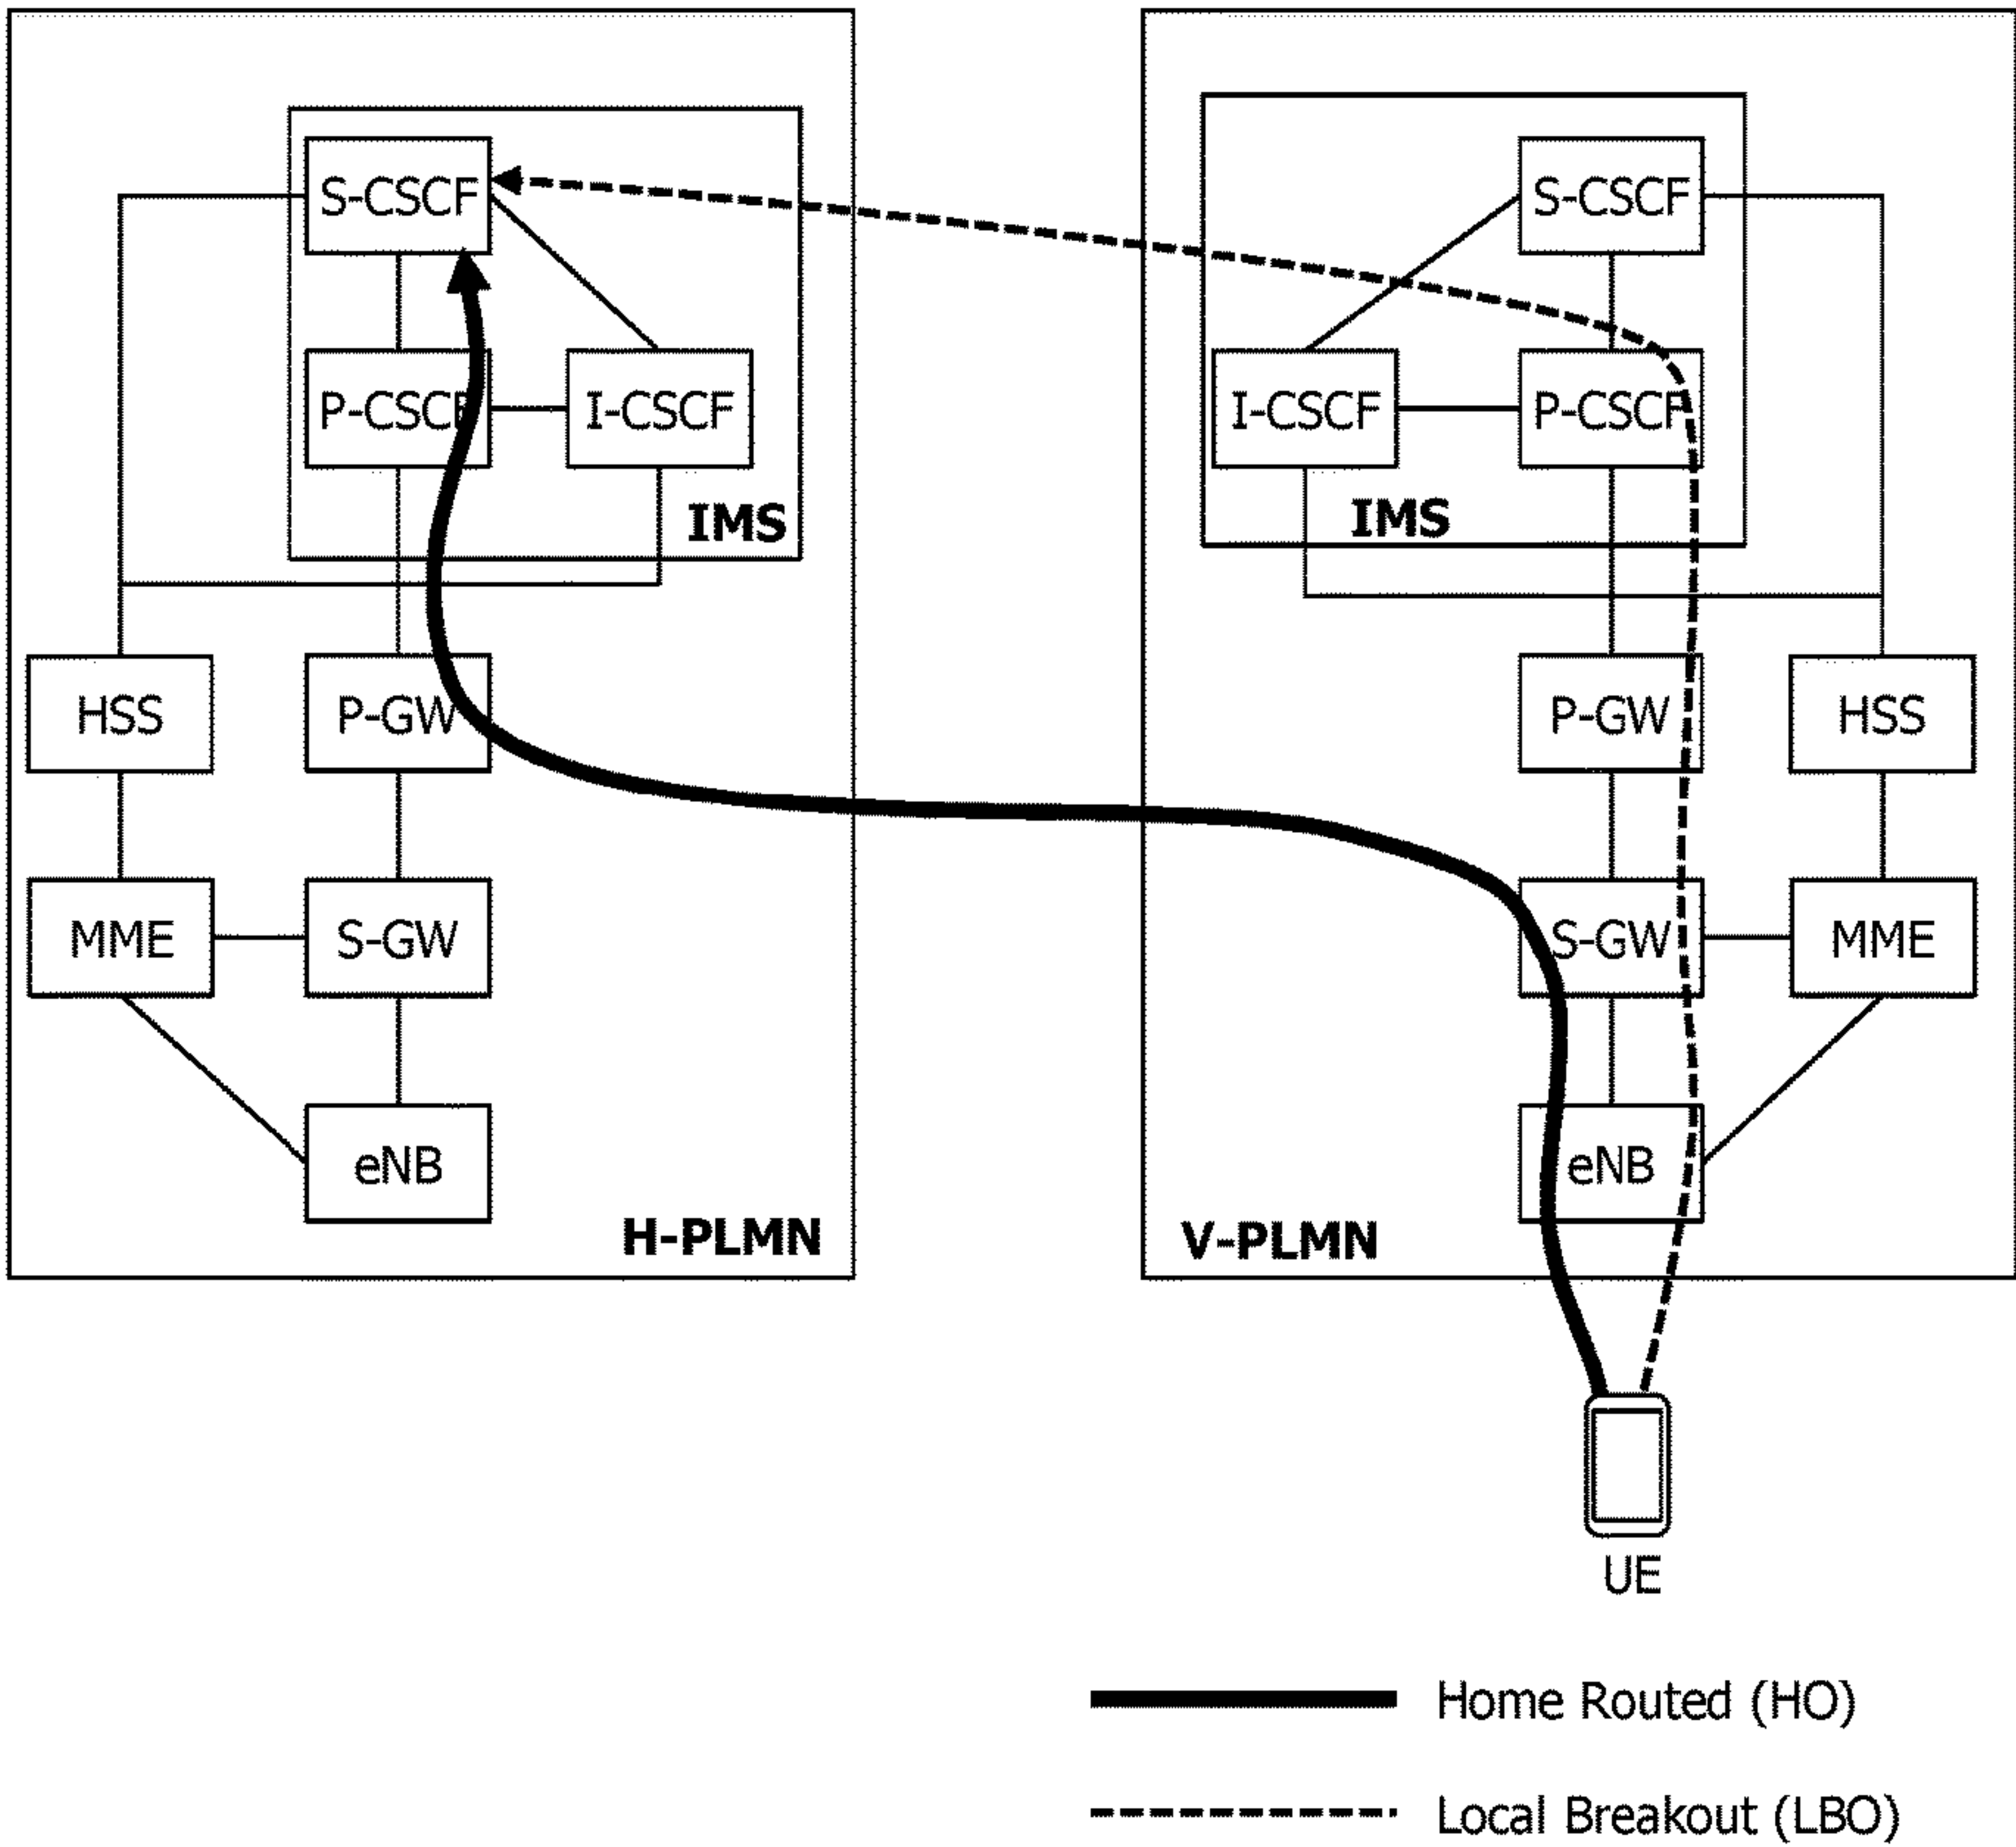 S-CSCF
P-CSCF
I-CSCF
IMS
HSS
P-GW
MME
S-GW
eNB
H-PLMN
S-CSCF
I-CSCF
P-CSCF
IMS
P-GW
HSS
S-GW
MME
eNB
V-PLMN
UE
Home Routed (HO)
Local Breakout (LBO)